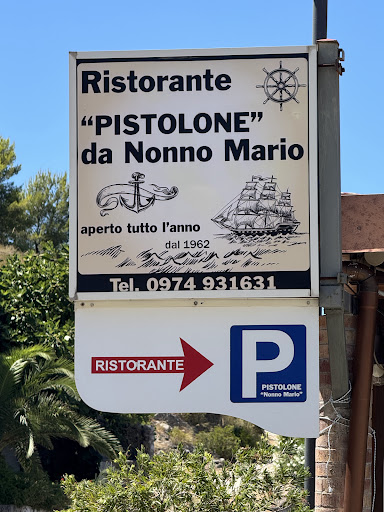 Ristorante
“PISTOLONE”
da Nonno Mario
aperto tutto l'anno
dal 1962
Tel. 0974 931631
RISTORANTE
P
PISTOLONE
"Nonno Mario"